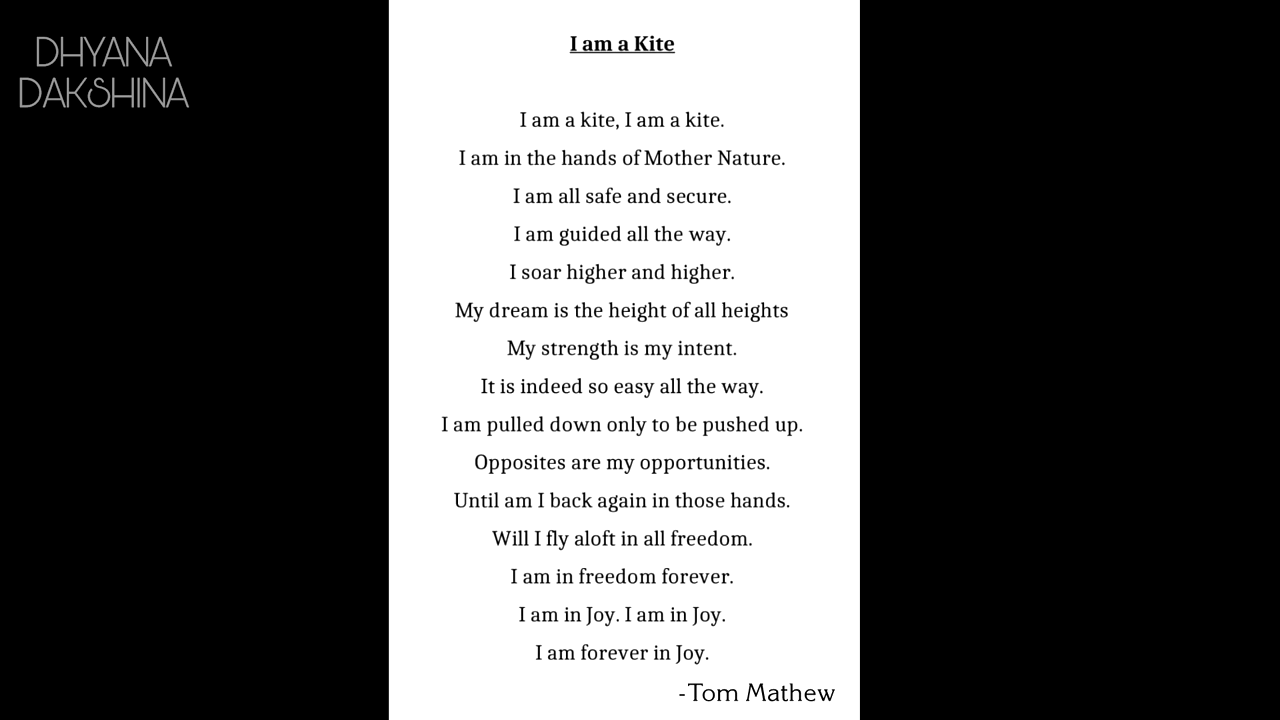 DHYANA
DAKSHINA
I am a Kite
I am a kite, I am a kite.
I am in the hands of Mother Nature.
I am all safe and secure.
I am guided all the way.
I soar higher and higher.
My dream is the height of all heights
My strength is my intent.
It is indeed so easy all the way.
I am pulled down only to be pushed up.
Opposites are my opportunities.
Until am I back again in those hands.
Will I fly aloft in all freedom.
I am in freedom forever.
I am in Joy. I am in Joy.
I am forever in Joy.
-Tom Mathew